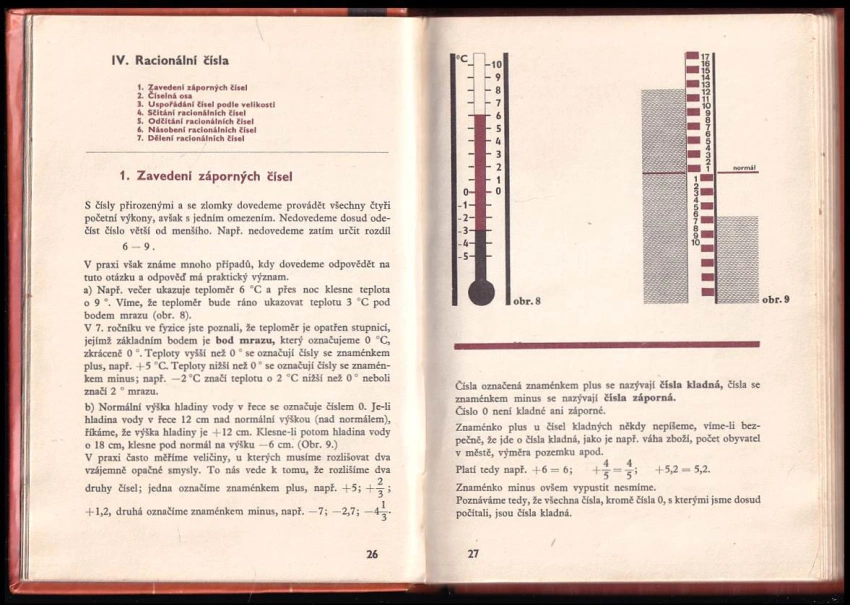 IV. Racionální čísla
1. Zavedení záporných čísel
2. Číselná osa
3. Uspořádání čísel podle velikosti
4. Sčítání racionálních čísel
5. Odčítání racionálních čísel
6. Násobení racionálních čísel
7. Dělení racionálních čísel
1. Zavedení záporných čísel
S čísly přirozenými a se zlomky dovedeme provádět všechny čtyři
početní výkony, avšak s jedním omezením. Nedovedeme dosud ode-
číst číslo větší od menšího. Např. nedovedeme zatím určit rozdíl
6 − 9 .
V praxi však známe mnoho případů, kdy dovedeme odpovědět na
tuto otázku a odpověď má praktický význam.
a) Např. večer ukazuje teploměr 6 °C a přes noc klesne teplota
o 9 °. Víme, že teploměr bude ráno ukazovat teplotu 3 °C pod
bodem mrazu (obr. 8).
V 7. ročníku ve fyzice jste poznali, že teploměr je opatřen stupnicí,
jejímž základním bodem je bod mrazu, který označujeme 0 °C,
zkráceně 0 °. Teploty vyšší než 0 ° se označují čísly se znaménkem
plus, např. +5 °C. Teploty nižší než 0 ° se označují čísly se znamén-
kem minus; např. −2 °C značí teplotu o 2 °C nižší než 0 ° neboli
značí 2 ° mrazu.
b) Normální výška hladiny vody v řece se označuje číslem 0. Je-li
hladina vody v řece 12 cm nad normální výškou (nad normálem),
říkáme, že výška hladiny je +12 cm. Klesne-li potom hladina vody
o 18 cm, klesne pod normál na výšku −6 cm. (Obr. 9.)
V praxi často měříme veličiny, u kterých musíme rozlišovat dva
vzájemně opačné smysly. To nás vede k tomu, že rozlišíme dva
druhy čísel; jedna označíme znaménkem plus, např. +5; +2/3;
+1,2, druhá označíme znaménkem minus, např. −7; −2,7; −4 1/3.
26
°C
10
9
8
7
6
5
4
3
2
1
0 0
-1
-2
-3
-4
-5
obr. 8
17
16
15
14
13
12
11
10
9
8
7
6
5
4
3
2
1
normál
1
2
3
4
5
6
7
8
9
10
obr. 9
Čísla označená znaménkem plus se nazývají čísla kladná, čísla se
znaménkem minus se nazývají čísla záporná.
Číslo 0 není kladné ani záporné.
Znaménko plus u čísel kladných někdy nepíšeme, víme-li bez-
pečně, že jde o čísla kladná, jako je např. váha zboží, počet obyvatel
v městě, výměra pozemku apod.
Platí tedy např. +6 = 6; +4/5 = 4/5; +5,2 = 5,2.
Znaménko minus ovšem vypustit nesmíme.
Poznáváme tedy, že všechna čísla, kromě čísla 0, s kterými jsme dosud
počítali, jsou čísla kladná.
27